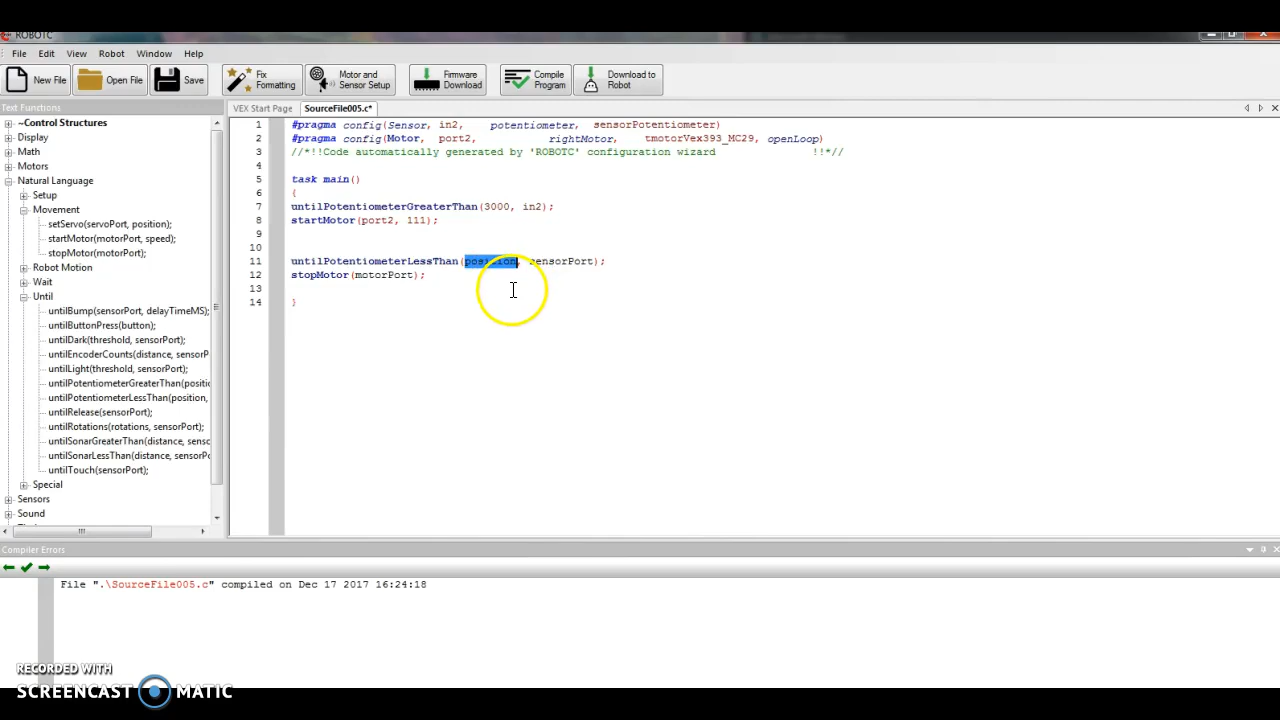 ROBOTC
File Edit View Robot Window Help
New File Open File Save Fix Formatting Motor and Sensor Setup Firmware Download Compile Program Download to Robot
Text Functions
VEX Start Page SourceFile005.c*
~Control Structures
Display
Math
Motors
Natural Language
Setup
Movement
setServo(servoPort, position);
startMotor(motorPort, speed);
stopMotor(motorPort);
Robot Motion
Wait
Until
untilBump(sensorPort, delayTimeMS);
untilButtonPress(button);
untilDark(threshold, sensorPort);
untilEncoderCounts(distance, sensorP
untilLight(threshold, sensorPort);
untilPotentiometerGreaterThan(positi
untilPotentiometerLessThan(position,
untilRelease(sensorPort);
untilRotations(rotations, sensorPort);
untilSonarGreaterThan(distance, senso
untilSonarLessThan(distance, sensorPo
untilTouch(sensorPort);
Special
Sensors
Sound
1 #pragma config(Sensor, in2, potentiometer, sensorPotentiometer)
2 #pragma config(Motor, port2, rightMotor, tmotorVex393_MC29, openLoop)
3 //*!!Code automatically generated by 'ROBOTC' configuration wizard !!*//
4
5 task main()
6 {
7 untilPotentiometerGreaterThan(3000, in2);
8 startMotor(port2, 111);
9
10
11 untilPotentiometerLessThan(position, sensorPort);
12 stopMotor(motorPort);
13
14 }
Compiler Errors
File ".\SourceFile005.c" compiled on Dec 17 2017 16:24:18
RECORDED WITH
SCREENCAST MATIC